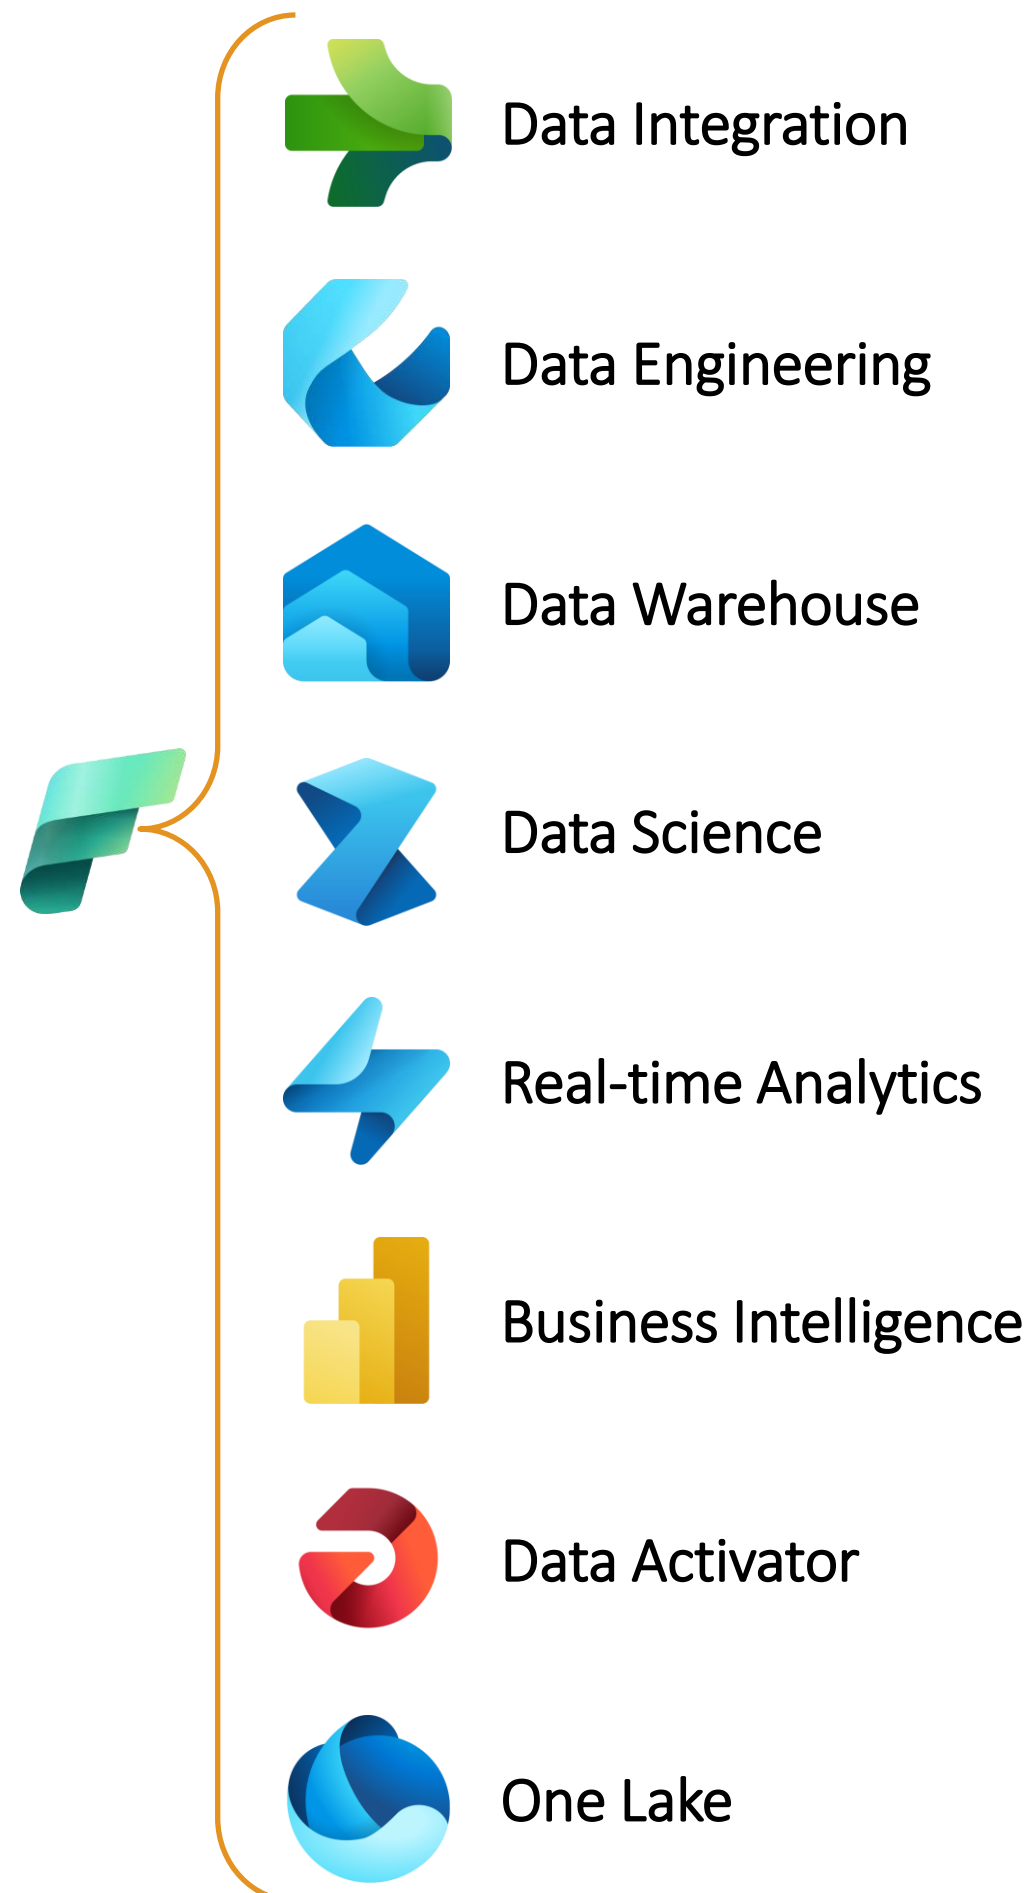 Data Integration
Data Engineering
Data Warehouse
Data Science
Real-time Analytics
Business Intelligence
Data Activator
One Lake